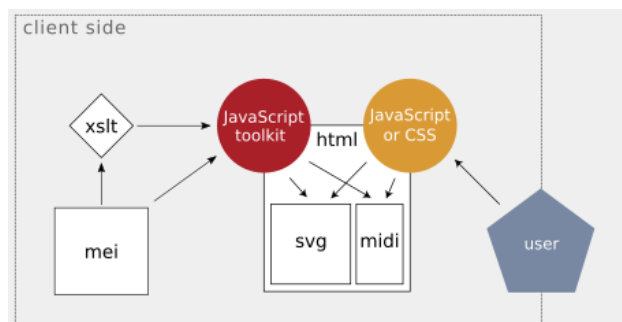 client side
xslt
JavaScript
toolkit
html
JavaScript
or CSS
mei
svg
midi
user